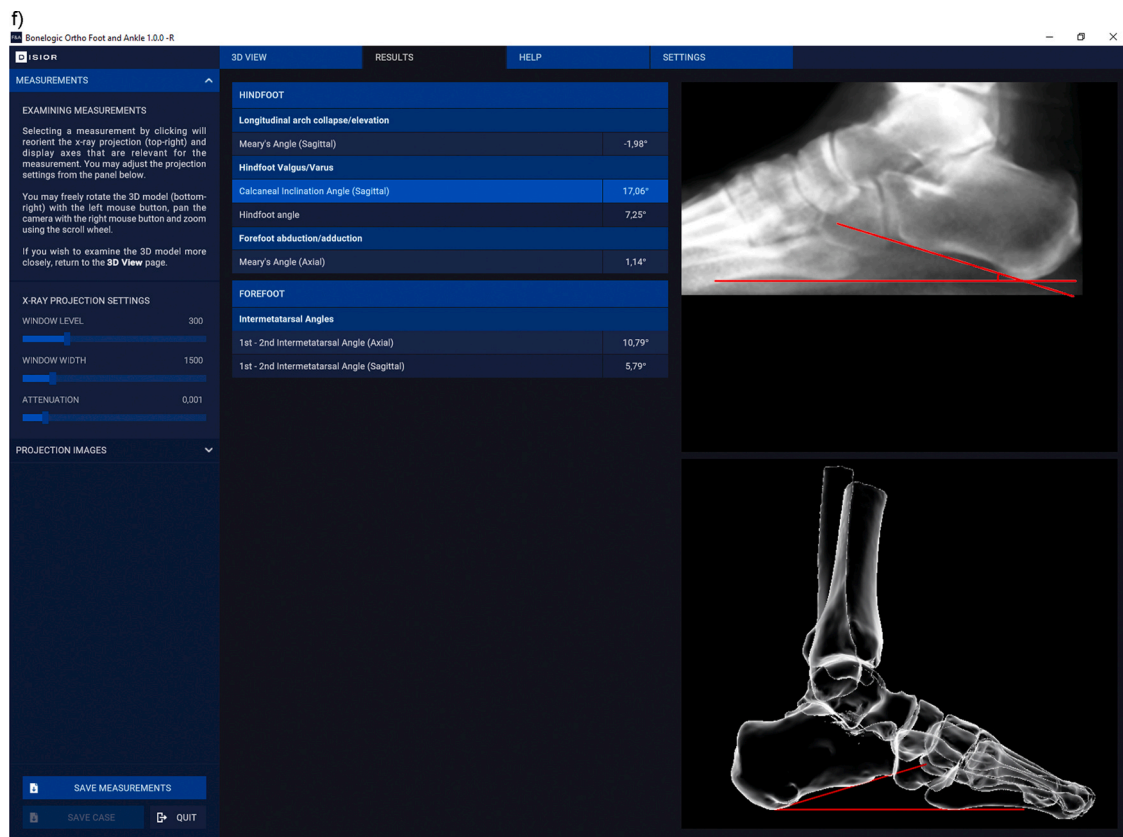 f)
F&A Bonelogic Ortho Foot and Ankle 1.0.0 -R
DISIOR
3D VIEW RESULTS HELP SETTINGS
MEASUREMENTS
EXAMINING MEASUREMENTS
Selecting a measurement by clicking will
reorient the x-ray projection (top-right) and
display axes that are relevant for the
measurement. You may adjust the projection
settings from the panel below.
You may freely rotate the 3D model (bottom-
right) with the left mouse button, pan the
camera with the right mouse button and zoom
using the scroll wheel.
If you wish to examine the 3D model more
closely, return to the 3D View page.
X-RAY PROJECTION SETTINGS
WINDOW LEVEL 300
WINDOW WIDTH 1500
ATTENUATION 0,001
PROJECTION IMAGES
SAVE MEASUREMENTS
SAVE CASE QUIT
HINDFOOT
Longitudinal arch collapse/elevation
Meary's Angle (Sagittal) -1,98°
Hindfoot Valgus/Varus
Calcaneal Inclination Angle (Sagittal) 17,06°
Hindfoot angle 7,25°
Forefoot abduction/adduction
Meary's Angle (Axial) 1,14°
FOREFOOT
Intermetatarsal Angles
1st - 2nd Intermetatarsal Angle (Axial) 10,79°
1st - 2nd Intermetatarsal Angle (Sagittal) 5,79°